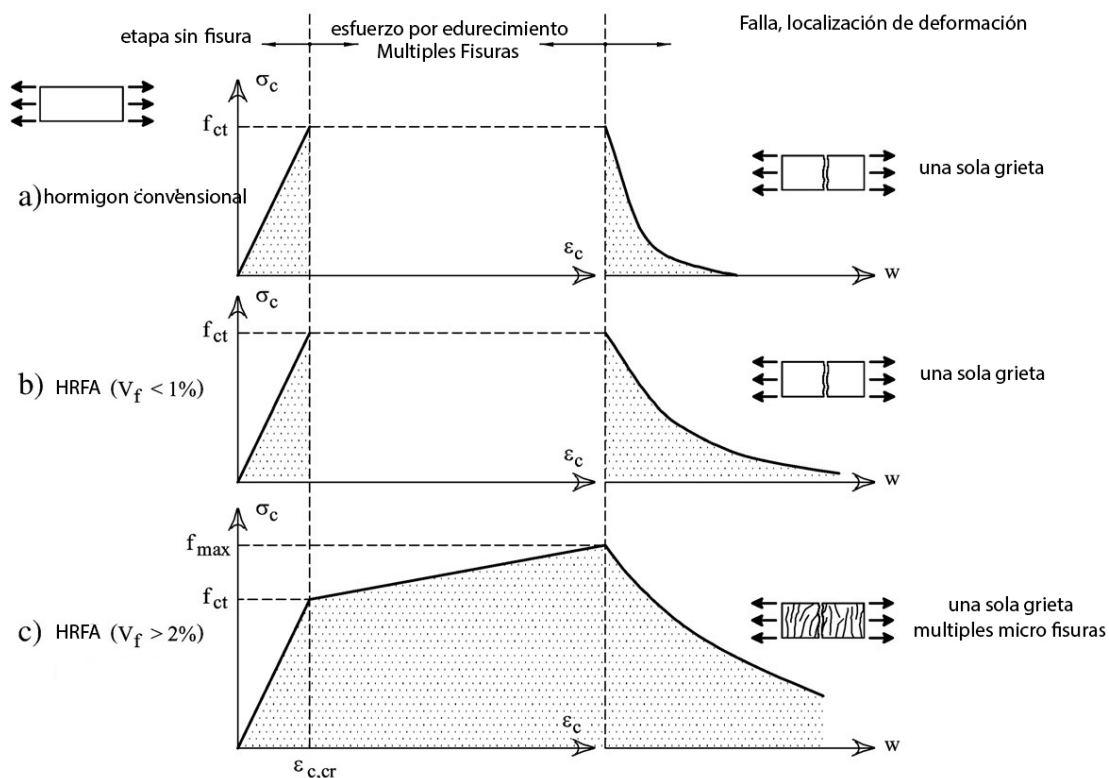 etapa sin fisura
esfuerzo por edurecimiento
Multiples Fisuras
Falla, localización de deformación
σc
fct
a) hormigon convensional
εc
w
una sola grieta
σc
fct
b) HRFA (Vf < 1%)
εc
w
una sola grieta
σc
fmax
fct
c) HRFA (Vf > 2%)
εc
w
εc,cr
una sola grieta
multiples micro fisuras